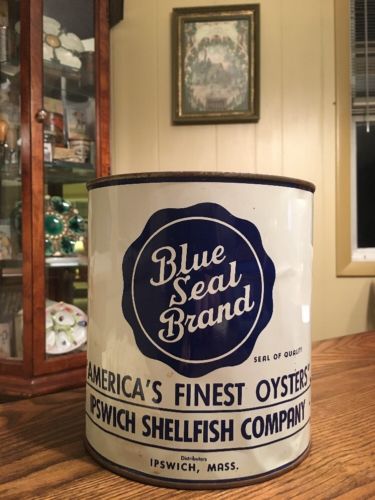 Blue
Seal
Brand
SEAL OF QUALITY
AMERICA'S FINEST OYSTERS
IPSWICH SHELLFISH COMPANY
Distributors
IPSWICH, MASS.